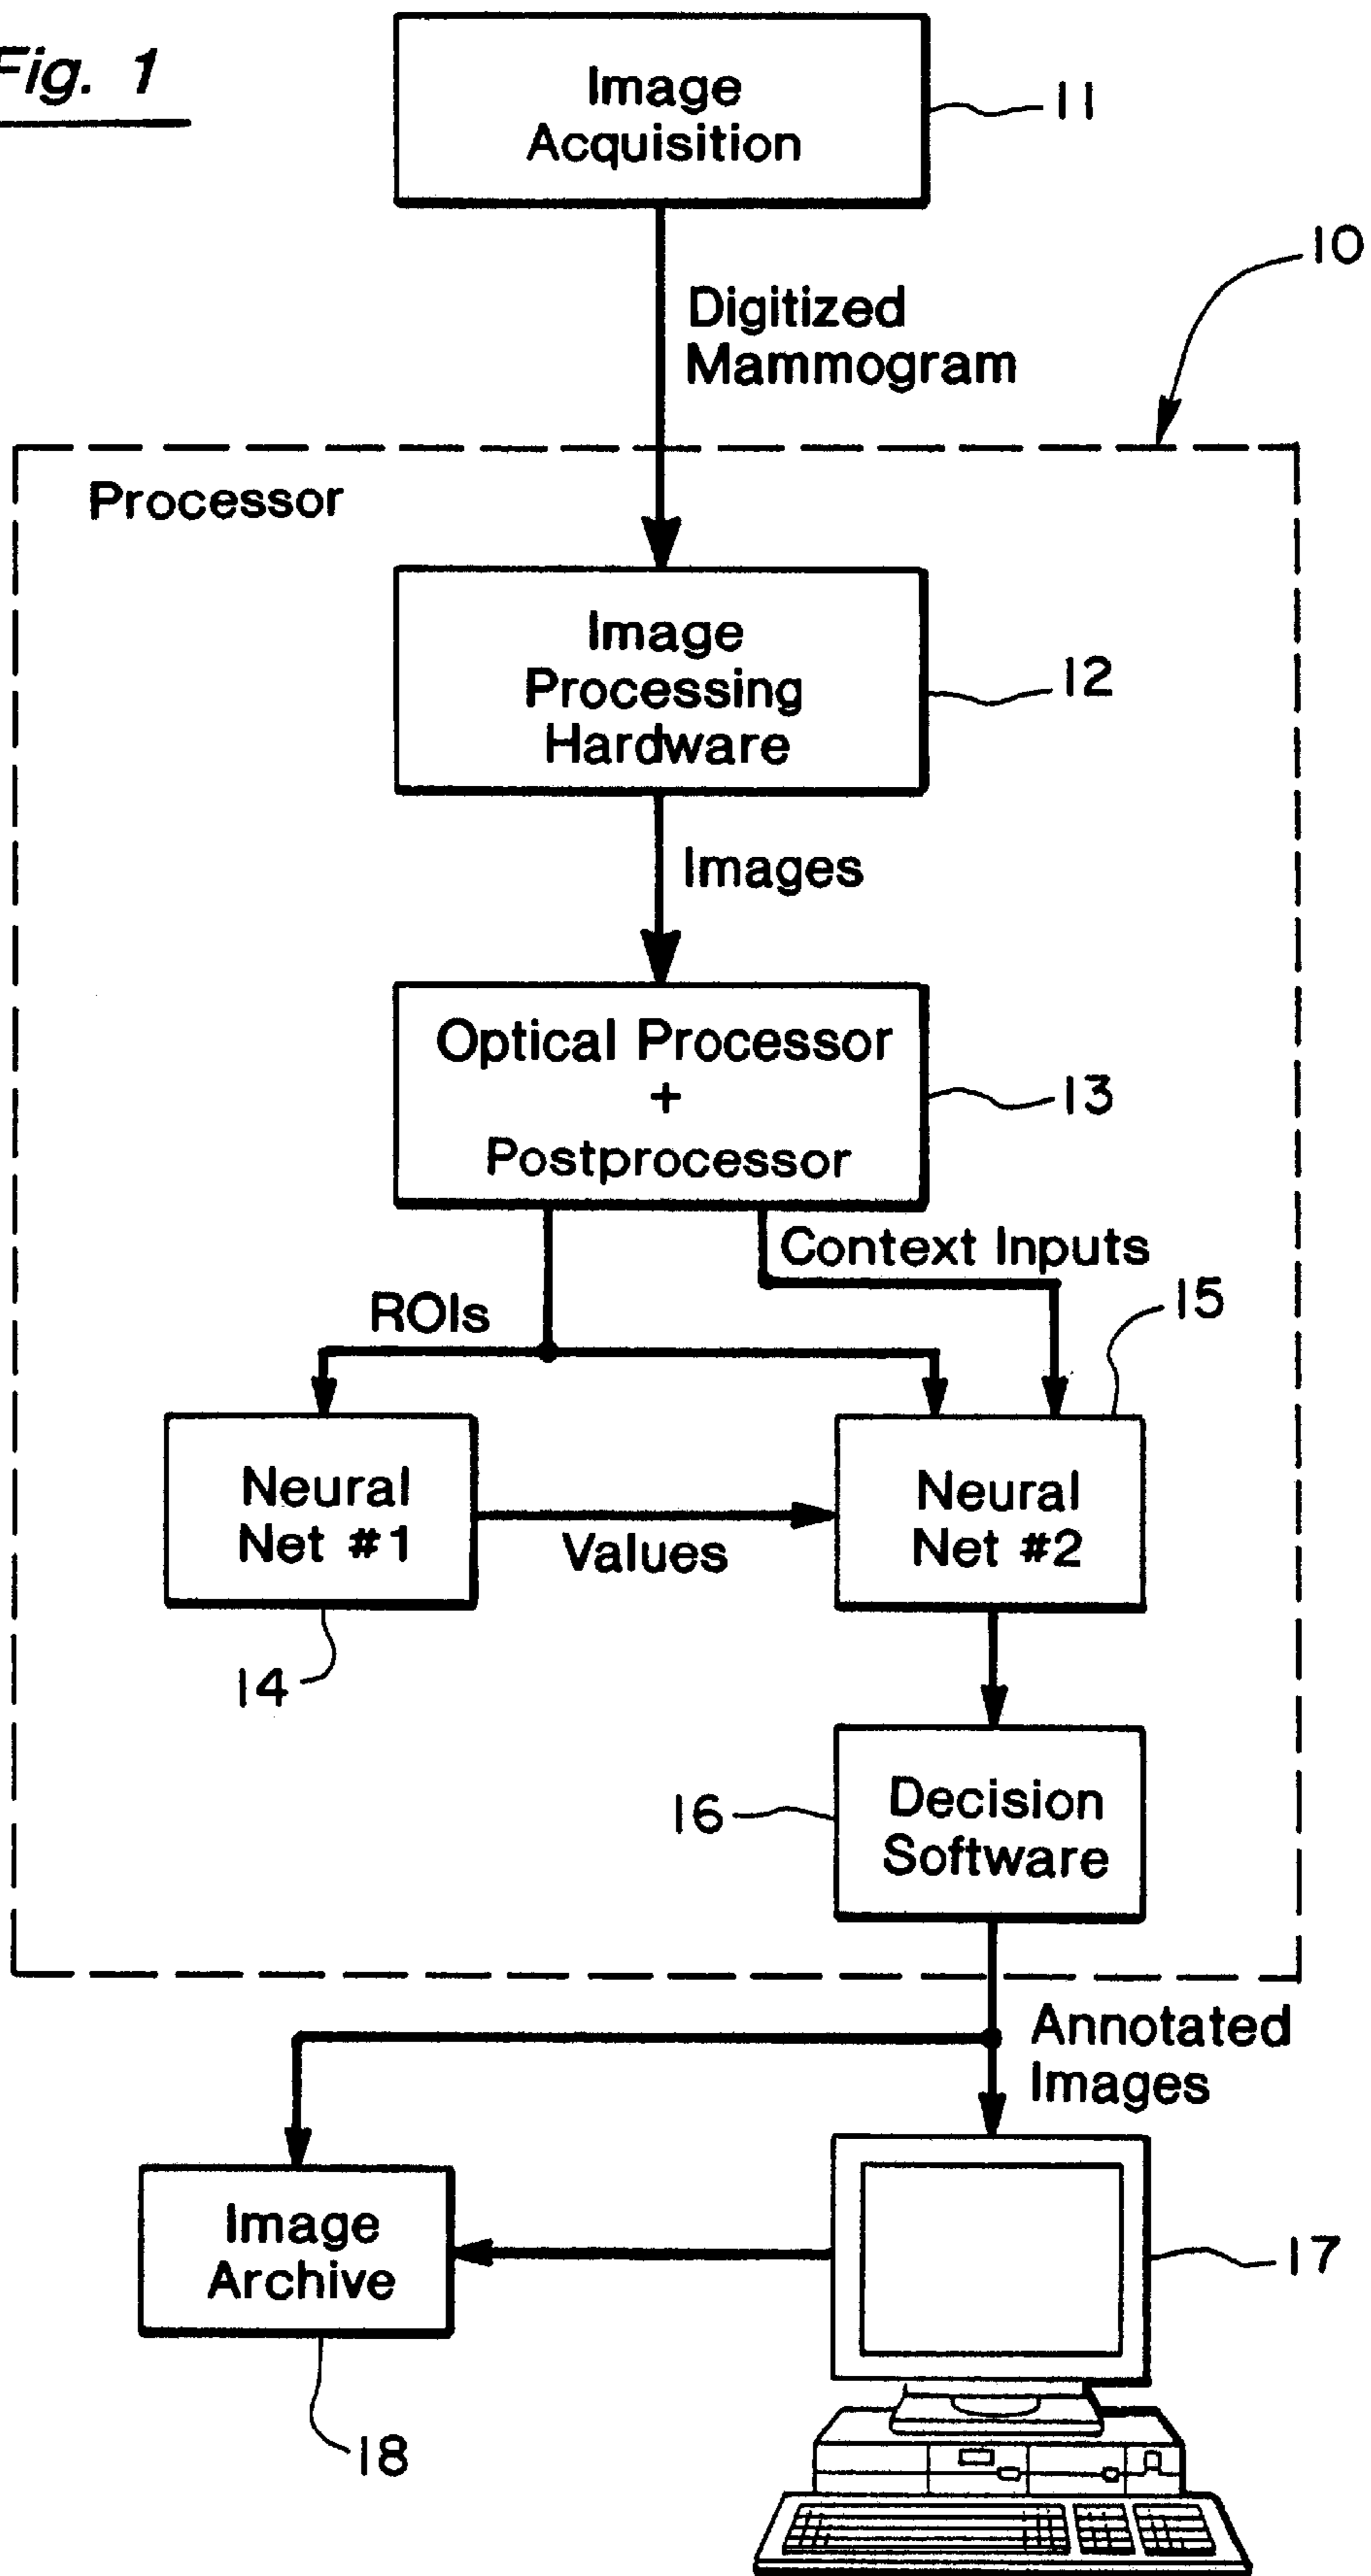 Fig. 1
Image
Acquisition
11
10
Digitized
Mammogram
Processor
Image
Processing
Hardware
12
Images
Optical Processor
+
Postprocessor
13
Context Inputs
ROIs
15
Neural
Net #1
Values
Neural
Net #2
14
Decision
Software
16
Annotated
Images
Image
Archive
17
18